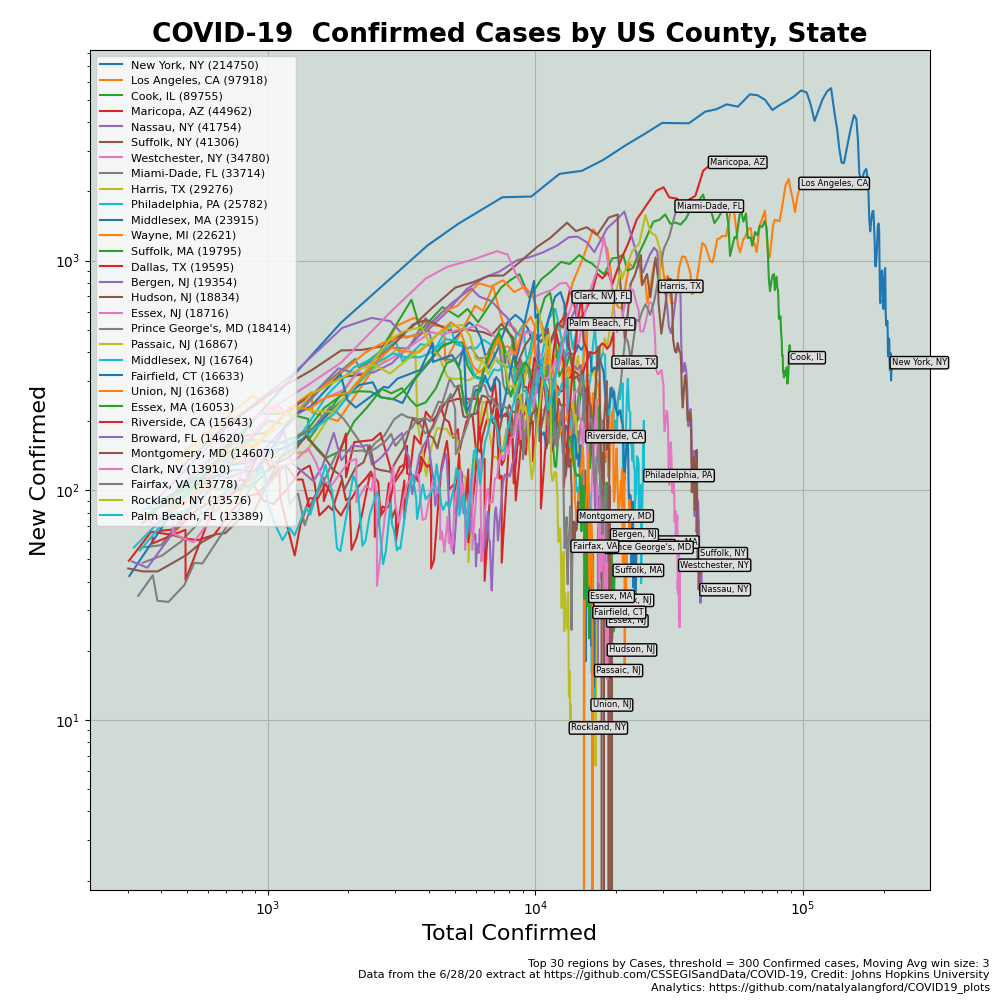 COVID-19  Confirmed Cases by US County, State
New York, NY (214750)
Los Angeles, CA (97918)
Cook, IL (89755)
Maricopa, AZ (44962)
Nassau, NY (41754)
Suffolk, NY (41306)
Westchester, NY (34780)
Miami-Dade, FL (33714)
Harris, TX (29276)
Philadelphia, PA (25782)
Middlesex, MA (23915)
Wayne, MI (22621)
Suffolk, MA (19795)
Dallas, TX (19595)
Bergen, NJ (19354)
Hudson, NJ (18834)
Essex, NJ (18716)
Prince George's, MD (18414)
Passaic, NJ (16867)
Middlesex, NJ (16764)
Fairfield, CT (16633)
Union, NJ (16368)
Essex, MA (16053)
Riverside, CA (15643)
Broward, FL (14620)
Montgomery, MD (14607)
Clark, NV (13910)
Fairfax, VA (13778)
Rockland, NY (13576)
Palm Beach, FL (13389)
Maricopa, AZ
Los Angeles, CA
Miami-Dade, FL
Harris, TX
Clark, NV, FL
Palm Beach, FL
Cook, IL
New York, NY
Dallas, TX
Riverside, CA
Philadelphia, PA
Montgomery, MD
Bergen, NJ
MA
Fairfax, VA
nce George's, MD
Suffolk, NY
Westchester, NY
Suffolk, MA
Nassau, NY
Essex, MA
NJ
Fairfield, CT
Essex, NJ
Hudson, NJ
Passaic, NJ
Union, NJ
Rockland, NY
New Confirmed
10³
10²
10¹
10³
10⁴
10⁵
Total Confirmed
Top 30 regions by Cases, threshold = 300 Confirmed cases, Moving Avg win size: 3
Data from the 6/28/20 extract at https://github.com/CSSEGISandData/COVID-19, Credit: Johns Hopkins University
Analytics: https://github.com/natalyalangford/COVID19_plots